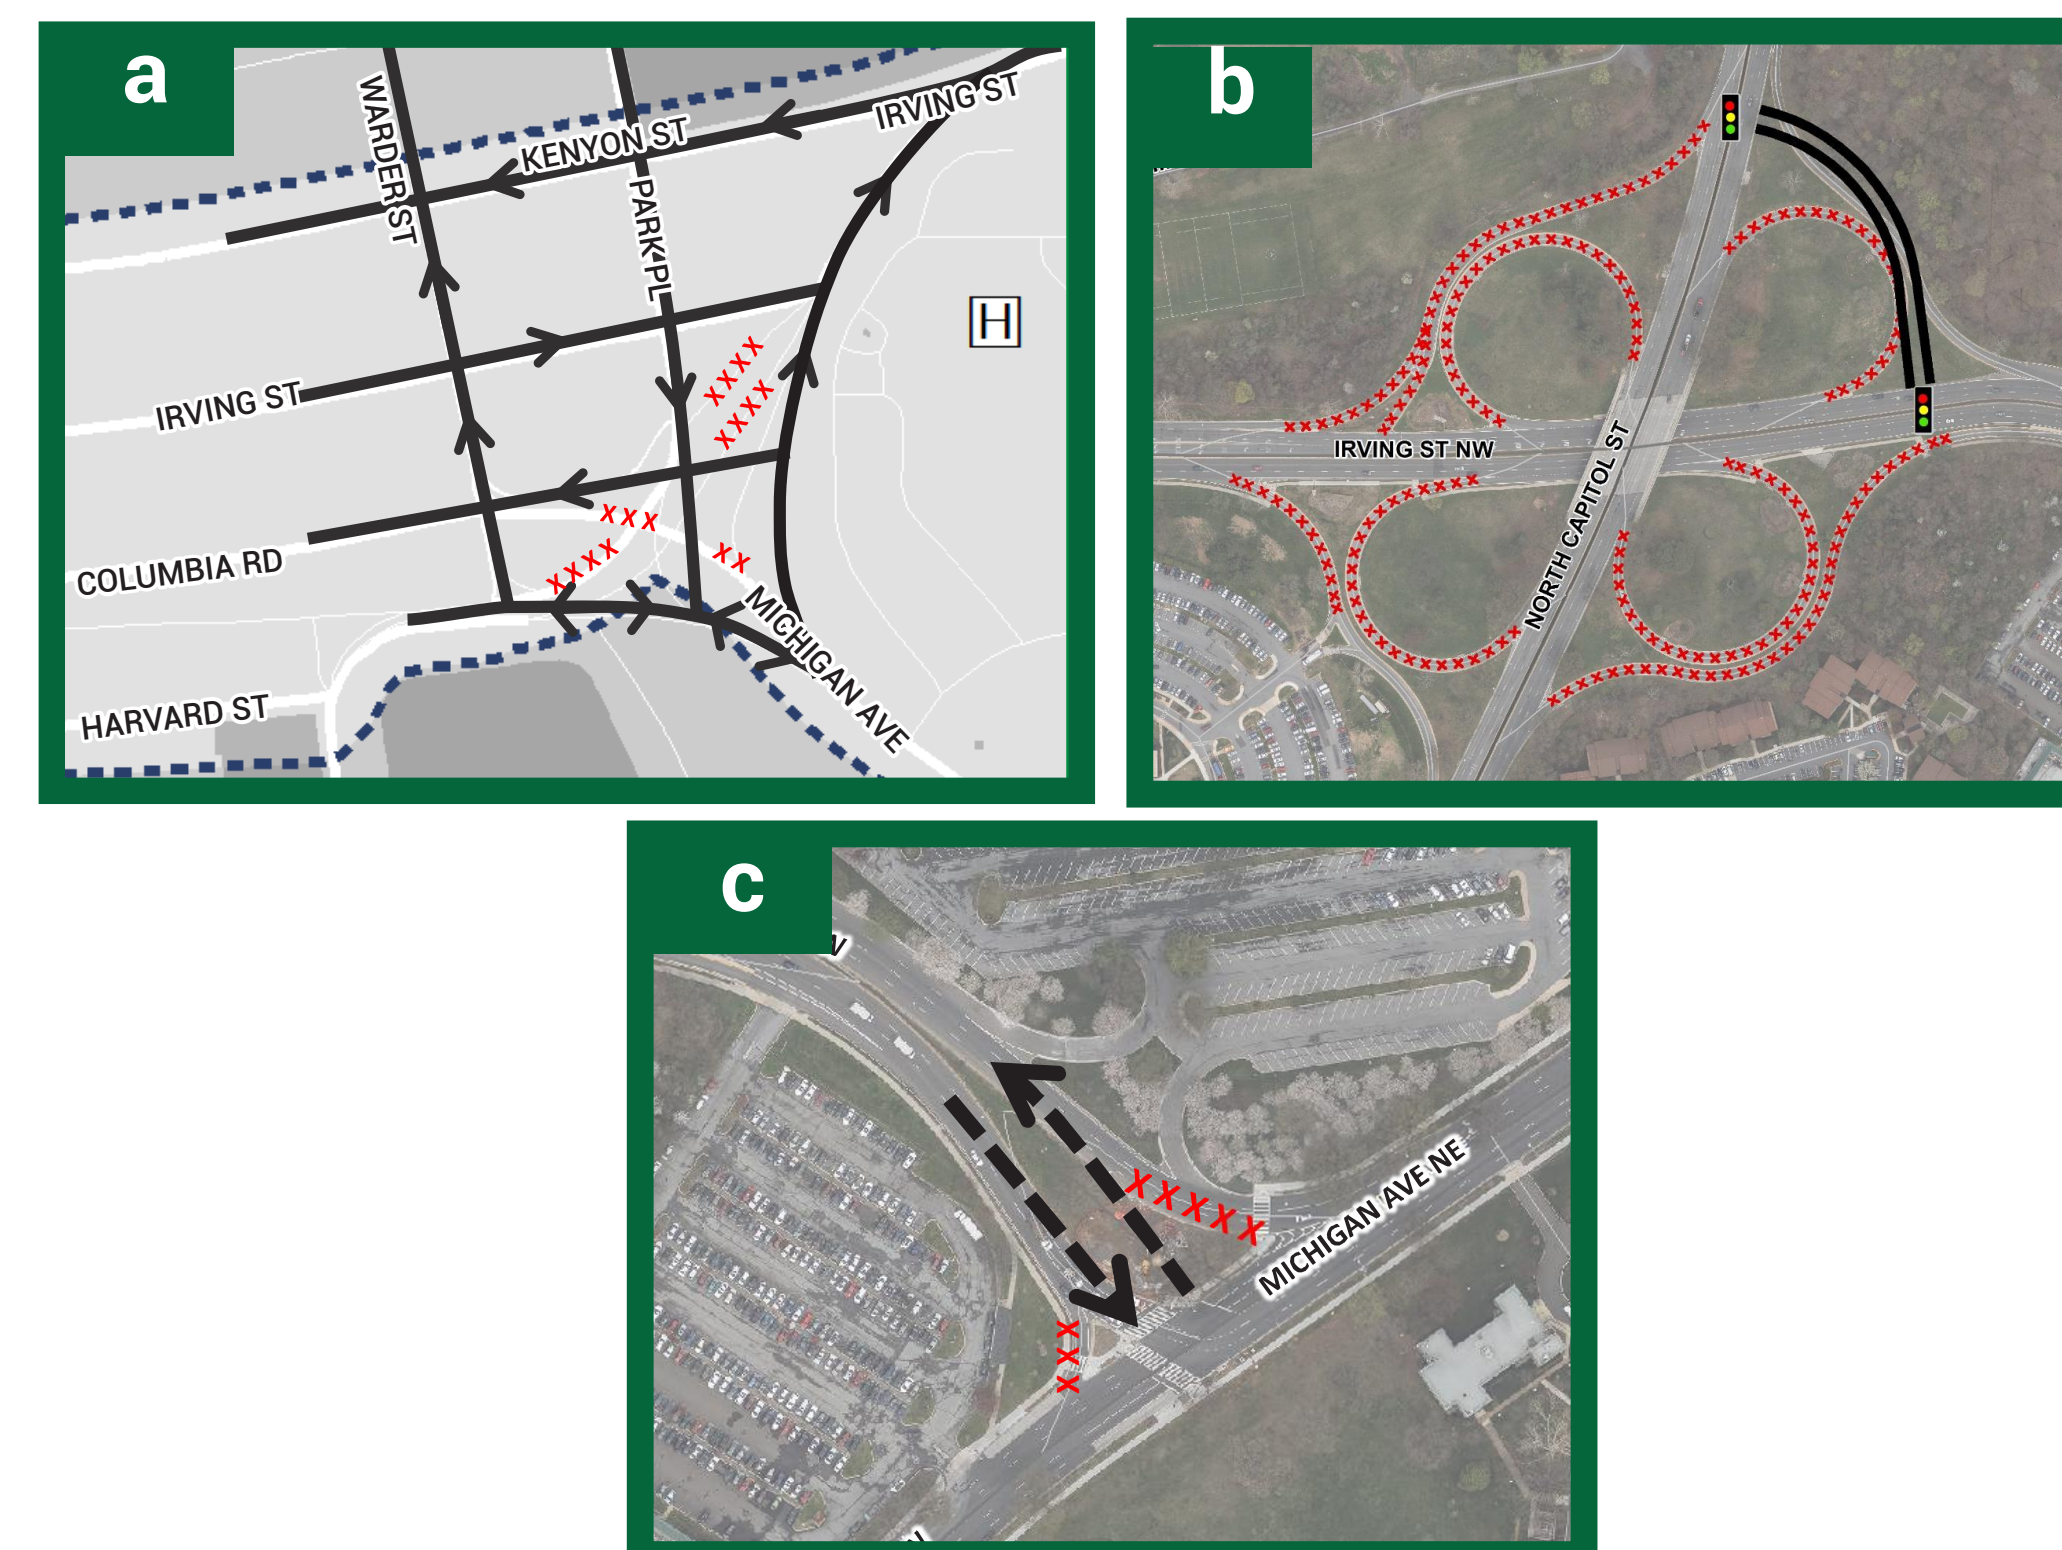 a
WARDER ST
KENYON ST
IRVING ST
PARK PL
H
IRVING ST
COLUMBIA RD
MICHIGAN AVE
HARVARD ST
b
IRVING ST NW
NORTH CAPITOL ST
c
MICHIGAN AVE NE